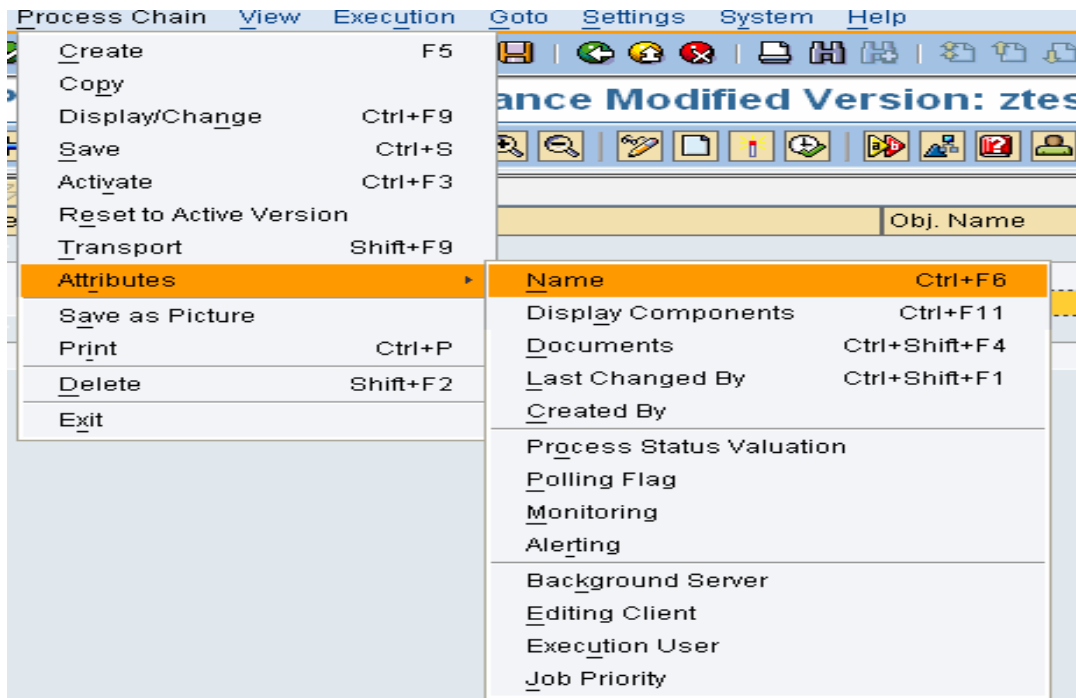 Process Chain View Execution Goto Settings System Help
Create F5
Copy
Display/Change Ctrl+F9
Save Ctrl+S
Activate Ctrl+F3
Reset to Active Version
Transport Shift+F9
Attributes
Save as Picture
Print Ctrl+P
Delete Shift+F2
Exit
ance Modified Version: ztes
Obj. Name
Name Ctrl+F6
Display Components Ctrl+F11
Documents Ctrl+Shift+F4
Last Changed By Ctrl+Shift+F1
Created By
Process Status Valuation
Polling Flag
Monitoring
Alerting
Background Server
Editing Client
Execution User
Job Priority